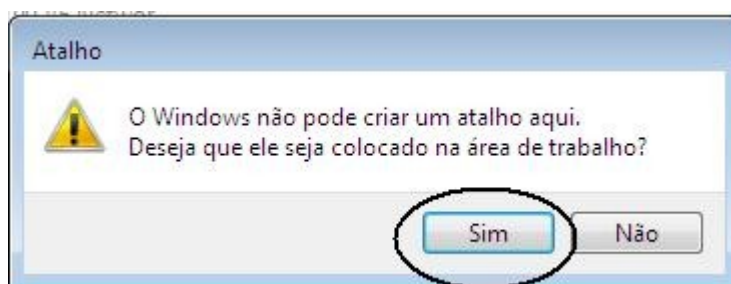 Atalho
O Windows não pode criar um atalho aqui.
Deseja que ele seja colocado na área de trabalho?
Sim
Não